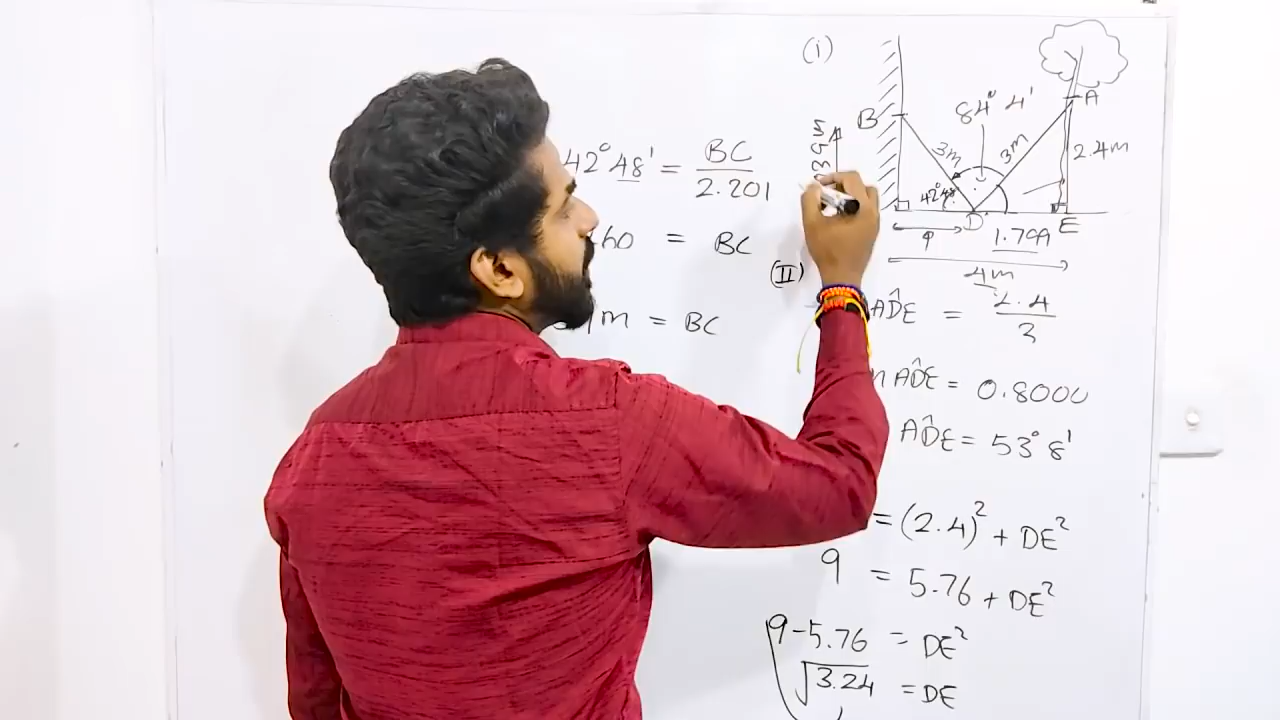 42° 48' = BC / 2.201
60 = BC
m = BC
(i)
B
84° 4'
A
3m
3m
2.4m
42° 48'
D
E
1.799
4m
(II)
ADE = 2.4 / 3
n ADÊ = 0.8000
ADE = 53° 8'
= (2.4)² + DE²
9 = 5.76 + DE²
9 - 5.76 = DE²
√3.24 = DE